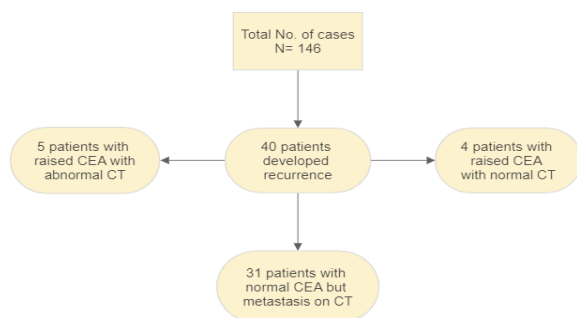 Total No. of cases
N= 146
5 patients with
raised CEA with
abnormal CT
40 patients
developed
recurrence
4 patients with
raised CEA
with normal CT
31 patients with
normal CEA but
metastasis on CT